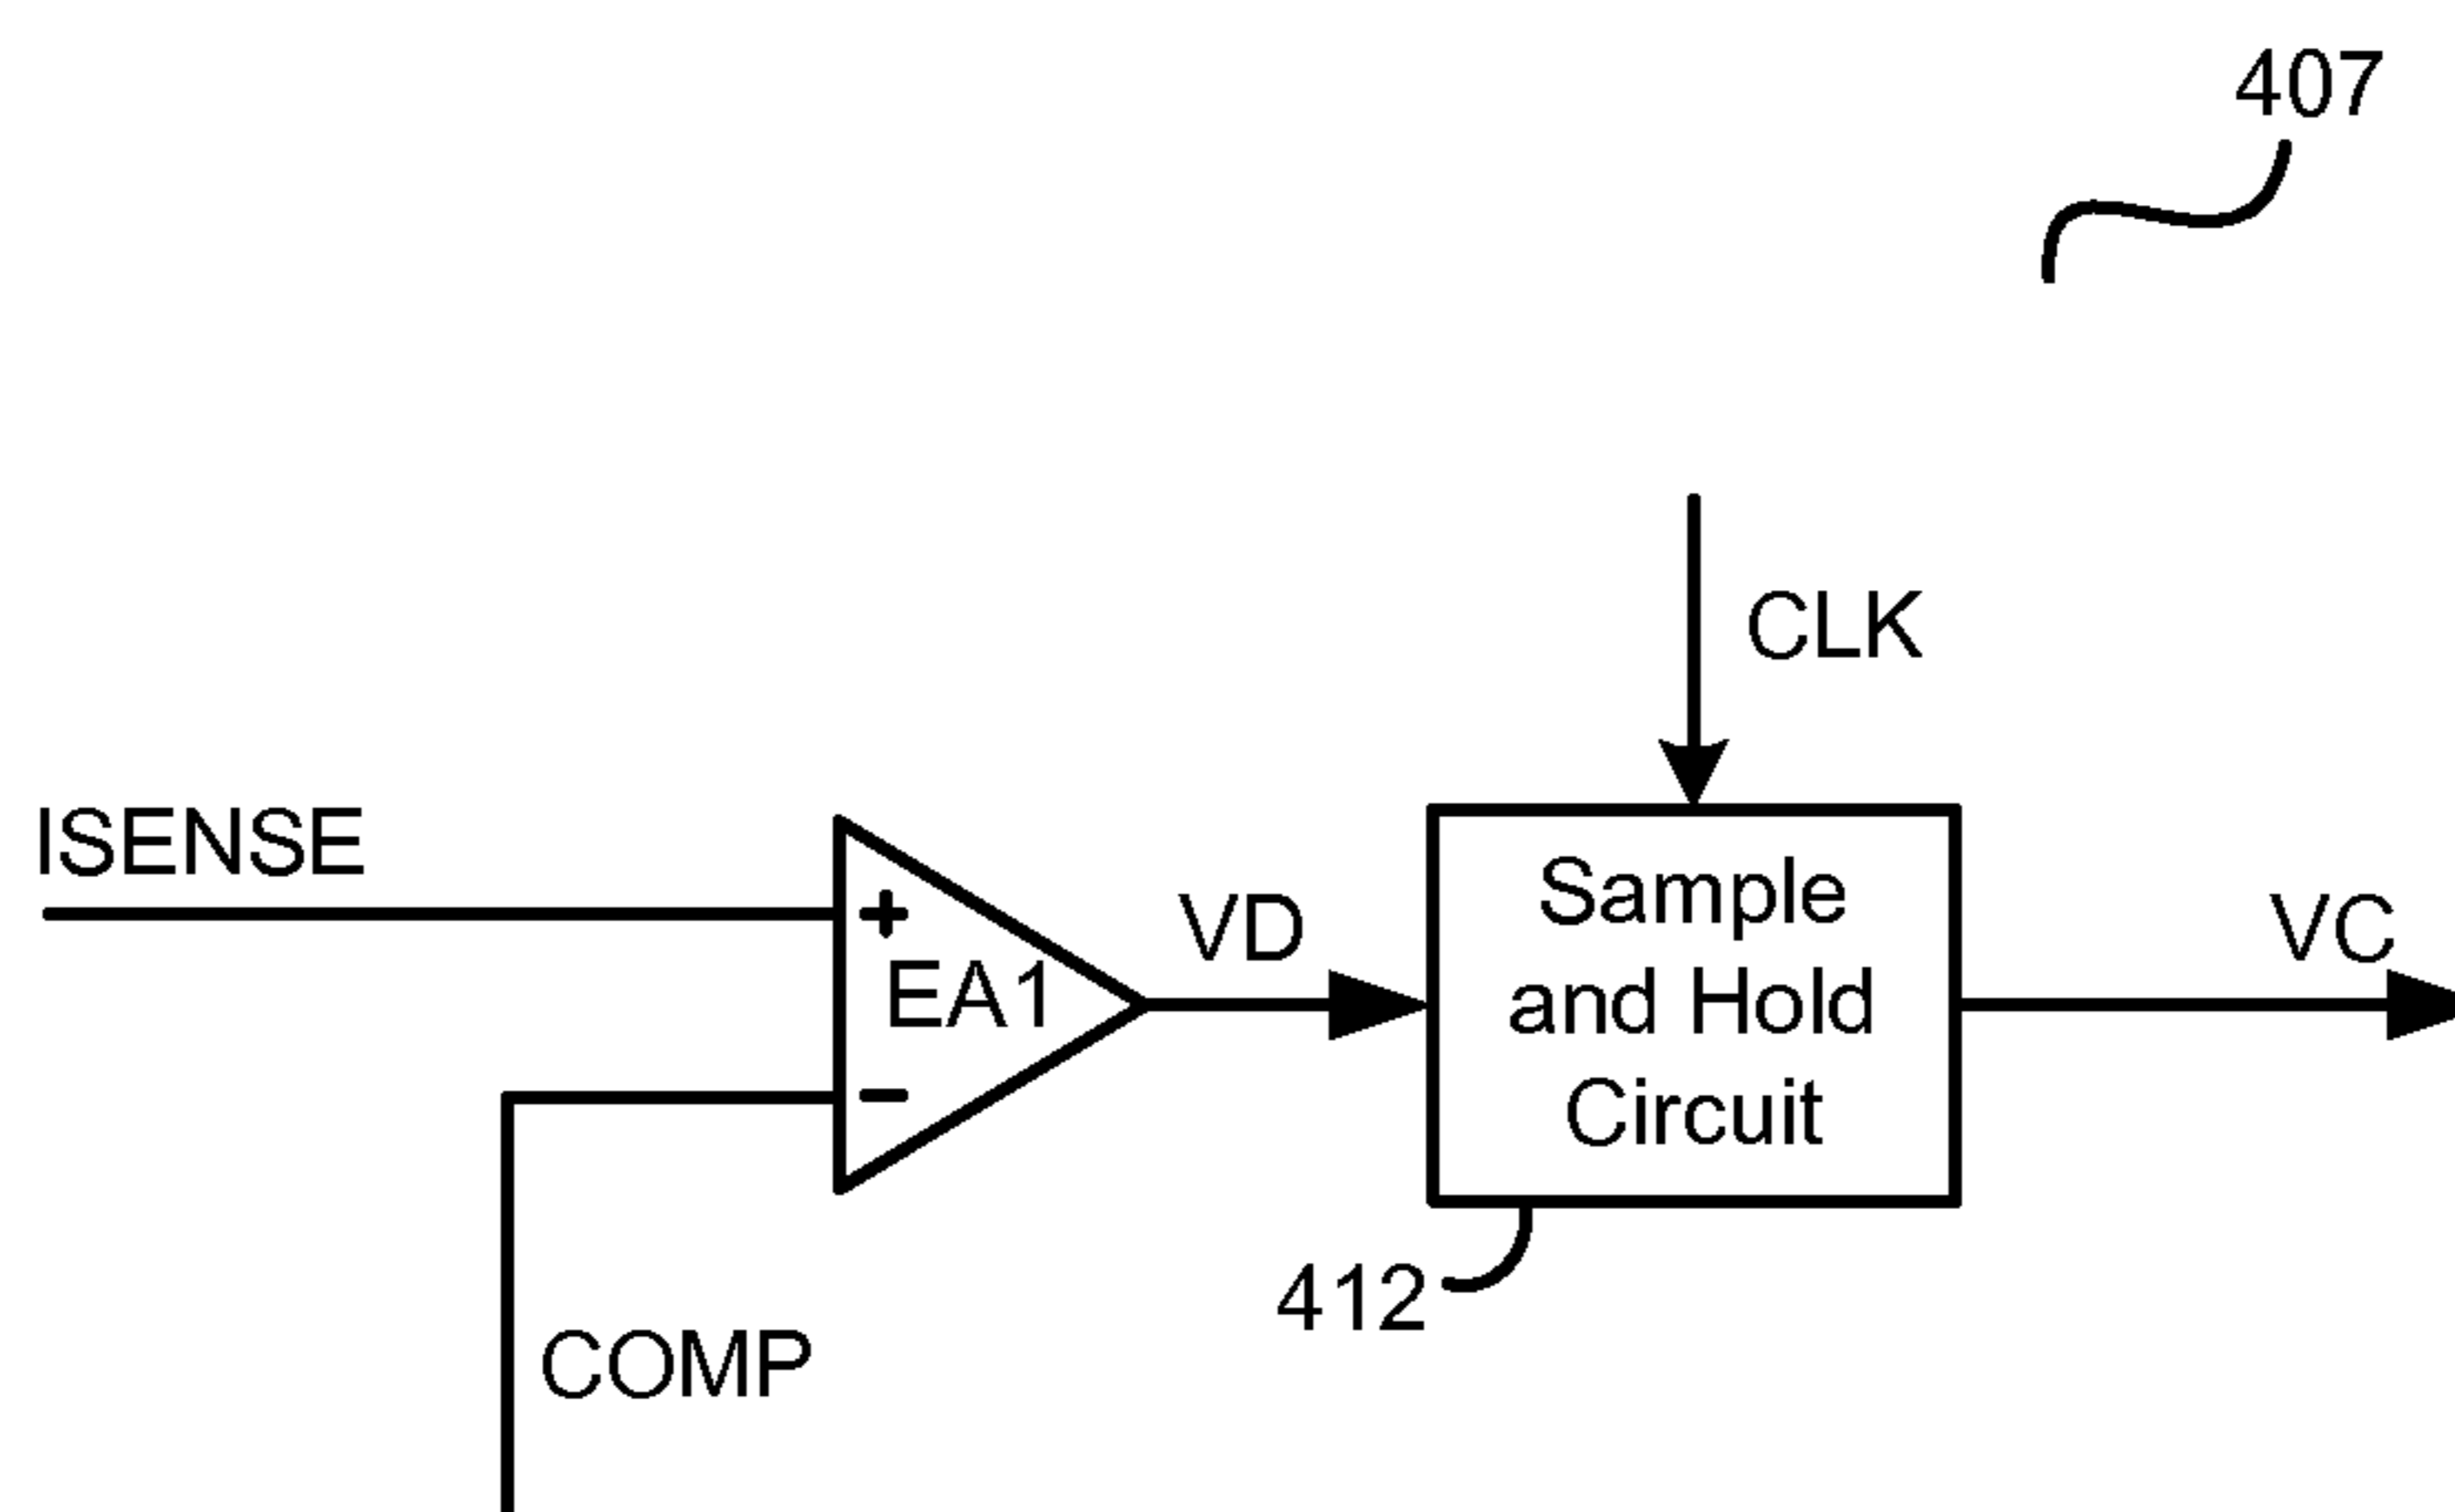 407
CLK
ISENSE
+
EA1
−
VD
Sample
and Hold
Circuit
VC
412
COMP